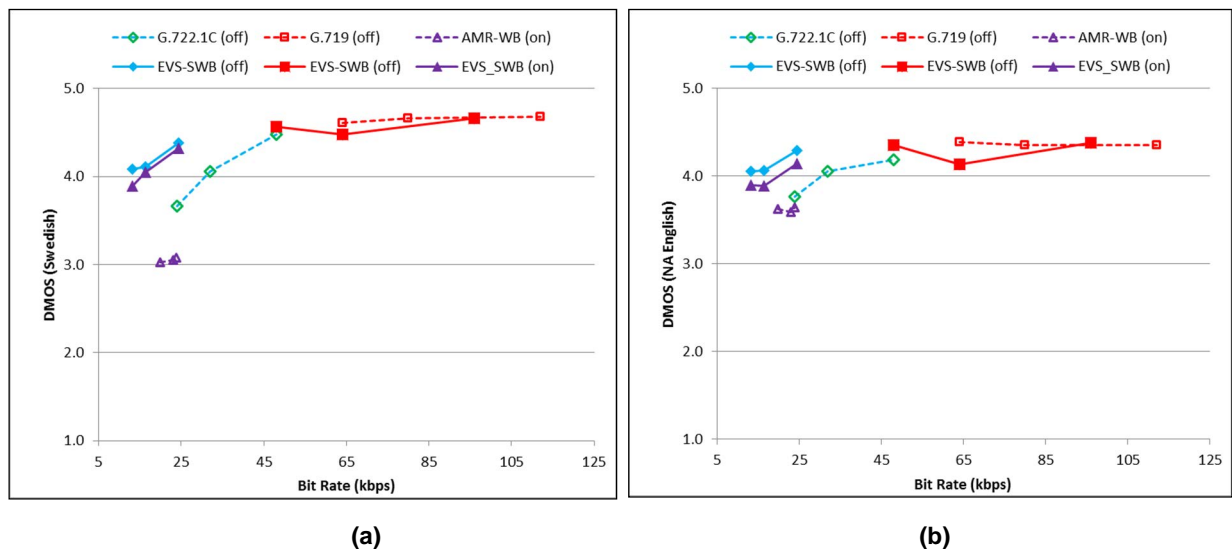 G.722.1C (off) G.719 (off) AMR-WB (on)
EVS-SWB (off) EVS-SWB (off) EVS_SWB (on)
5.0
4.0
3.0
2.0
1.0
DMOS (Swedish)
5 25 45 65 85 105 125
Bit Rate (kbps)
(a)
G.722.1C (off) G.719 (off) AMR-WB (on)
EVS-SWB (off) EVS-SWB (off) EVS_SWB (on)
5.0
4.0
3.0
2.0
1.0
DMOS (NA English)
5 25 45 65 85 105 125
Bit Rate (kbps)
(b)